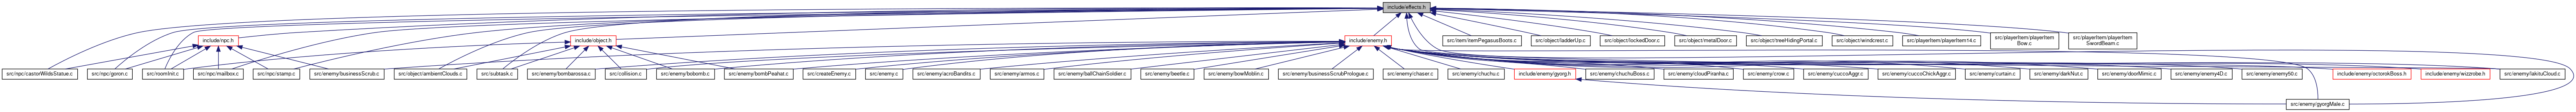 include/effects.h
include/npc.h
include/object.h
include/enemy.h
src/item/itemPegasusBoots.c
src/object/ladderUp.c
src/object/lockedDoor.c
src/object/metalDoor.c
src/object/treeHidingPortal.c
src/object/windcrest.c
src/playerItem/playerItem14.c
src/playerItem/playerItem
Bow.c
src/playerItem/playerItem
SwordBeam.c
src/npc/castorWildsStatue.c
src/npc/goron.c
src/roomInit.c
src/npc/mailbox.c
src/npc/stamp.c
src/enemy/businessScrub.c
src/object/ambientClouds.c
src/subtask.c
src/enemy/bombarossa.c
src/collision.c
src/enemy/bobomb.c
src/enemy/bombPeahat.c
src/createEnemy.c
src/enemy.c
src/enemy/acroBandits.c
src/enemy/armos.c
src/enemy/ballChainSoldier.c
src/enemy/beetle.c
src/enemy/bowMoblin.c
src/enemy/businessScrubPrologue.c
src/enemy/chaser.c
src/enemy/chuchu.c
include/enemy/gyorg.h
src/enemy/chuchuBoss.c
src/enemy/cloudPiranha.c
src/enemy/crow.c
src/enemy/cuccoAggr.c
src/enemy/cuccoChickAggr.c
src/enemy/curtain.c
src/enemy/darkNut.c
src/enemy/doorMimic.c
src/enemy/enemy4D.c
src/enemy/enemy50.c
include/enemy/octorokBoss.h
include/enemy/wizzrobe.h
src/enemy/lakituCloud.c
src/enemy/gyorgMale.c